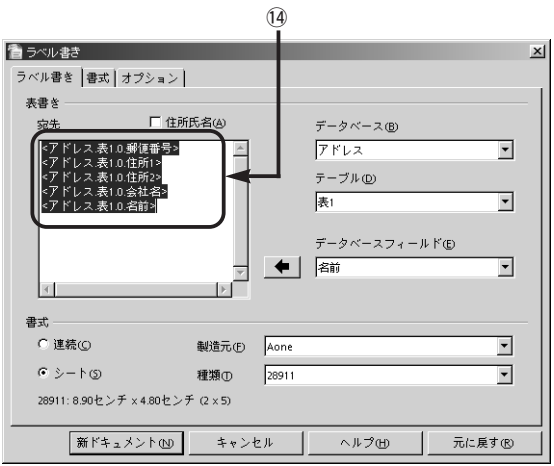 ⑭
ラベル書き
ラベル書き 書式 オプション
表書き
宛先 住所氏名(A)
<アドレス.表1.0.郵便番号>
<アドレス.表1.0.住所1>
<アドレス.表1.0.住所2>
<アドレス.表1.0.会社名>
<アドレス.表1.0.名前>
データベース(B)
アドレス
テーブル(D)
表1
データベースフィールド(E)
名前
書式
連続(C) 製造元(F) Aone
シート(S) 種類(T) 28911
28911: 8.90センチ x 4.80センチ (2 x 5)
新ドキュメント(N) キャンセル ヘルプ(H) 元に戻す(R)